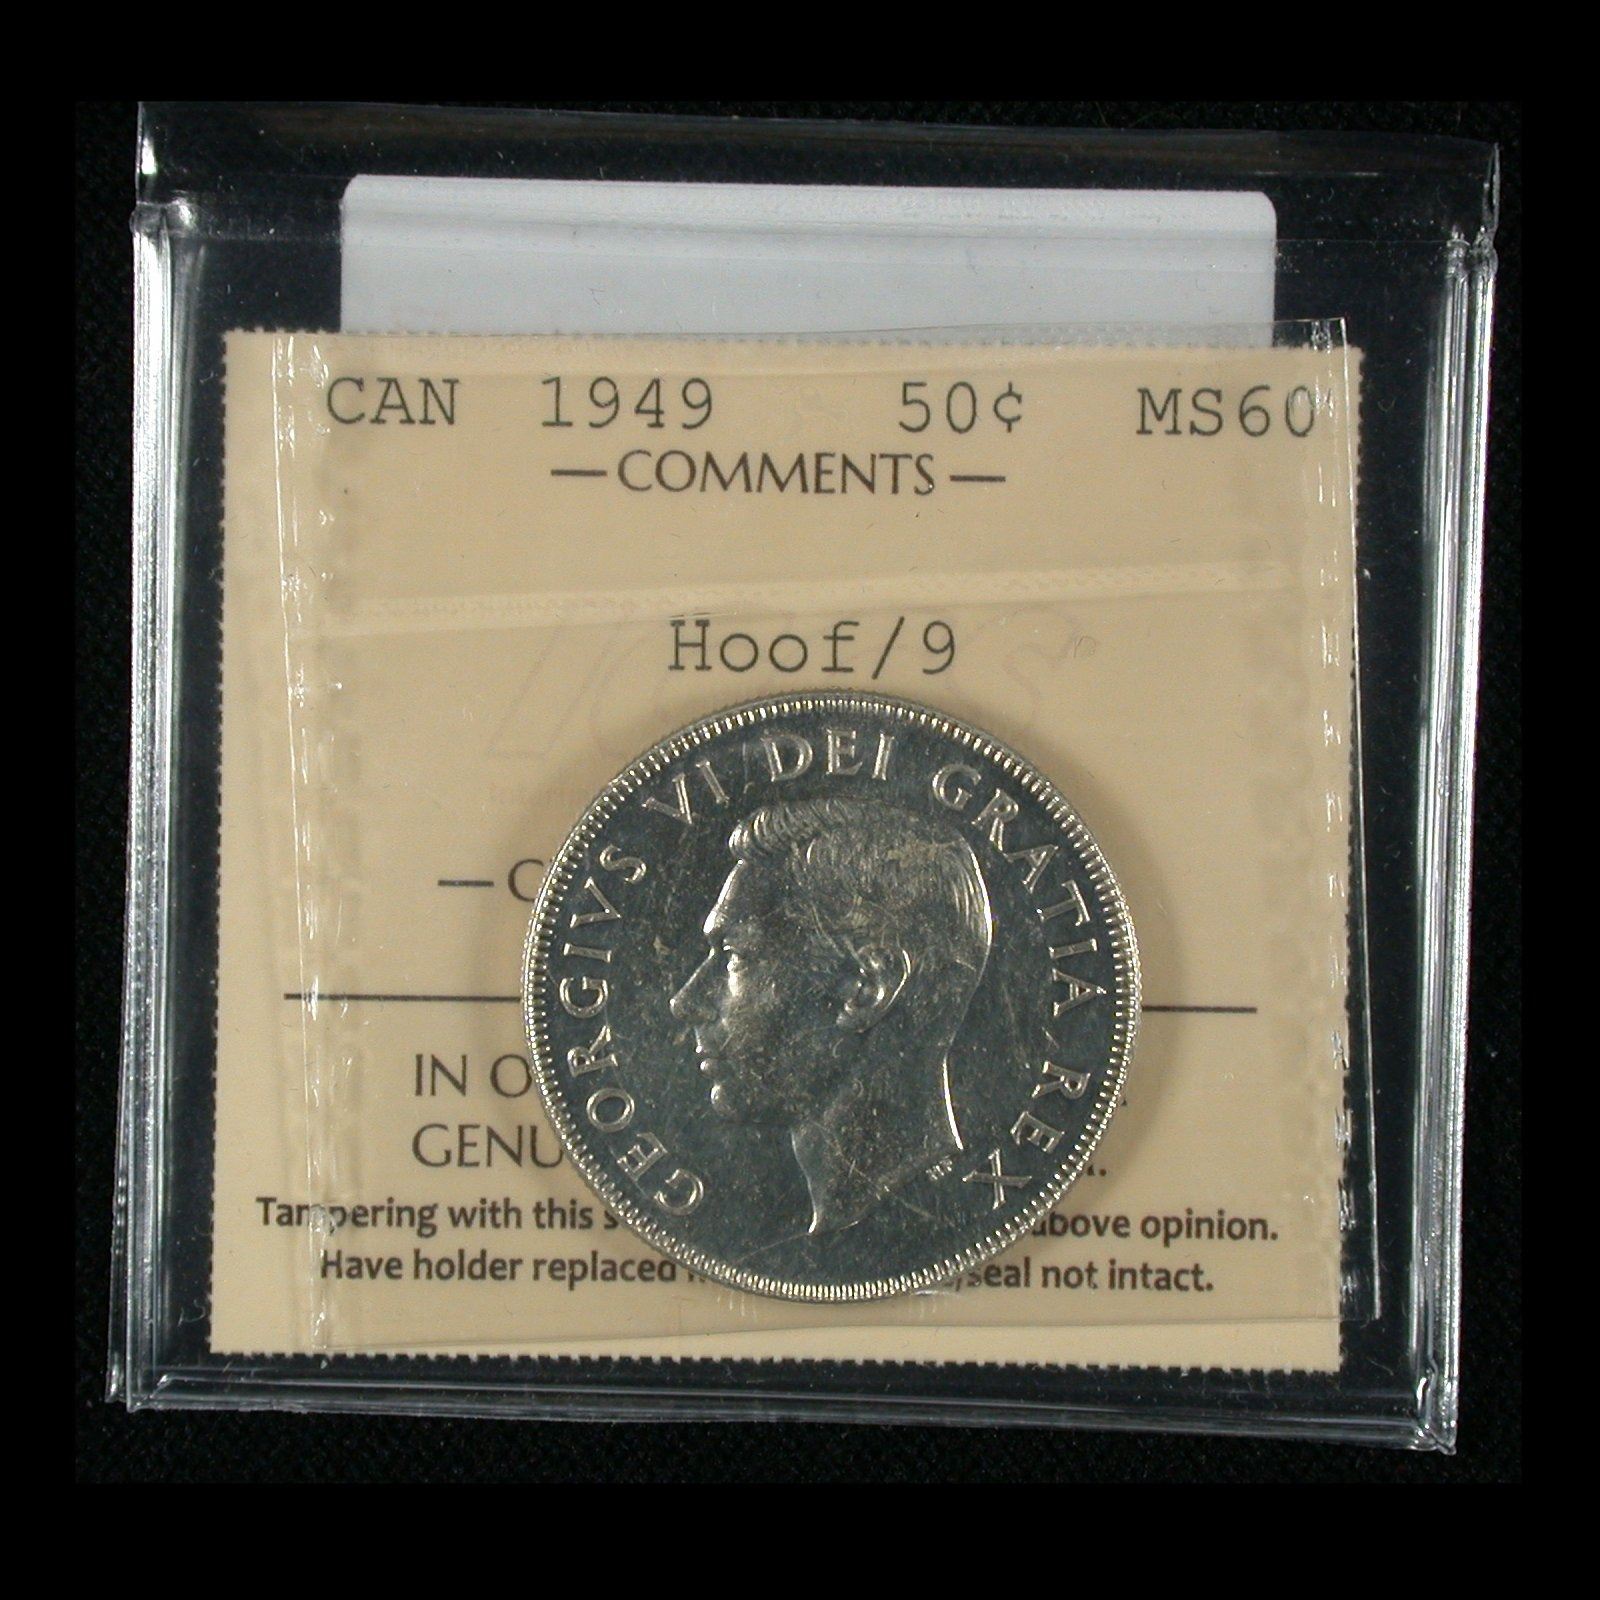 CAN 1949 50¢ MS60
—COMMENTS—
Hoof/9
GEORGIVS VI DEI GRATIA REX
HP
IN
Tampering with this above opinion.
Have holder replaced seal not intact.